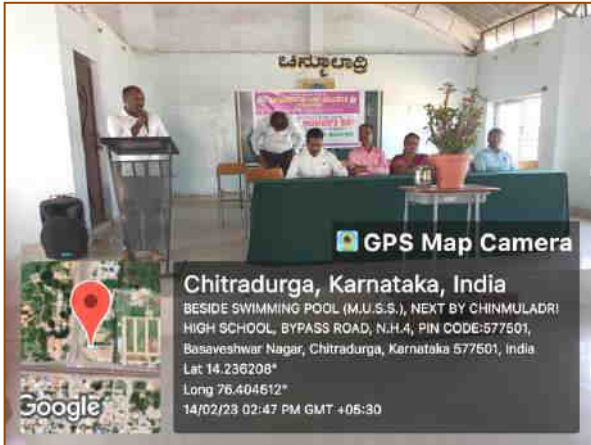 ಚಿನ್ಮೂಲಾದ್ರಿ
GPS Map Camera
Chitradurga, Karnataka, India
BESIDE SWIMMING POOL (M.U.S.S.), NEXT BY CHINMULADRI
HIGH SCHOOL, BYPASS ROAD, N.H.4, PIN CODE:577501,
Basaveshwar Nagar, Chitradurga, Karnataka 577501, India
Lat 14.236208°
Long 76.404612°
14/02/23 02:47 PM GMT +05:30
Google